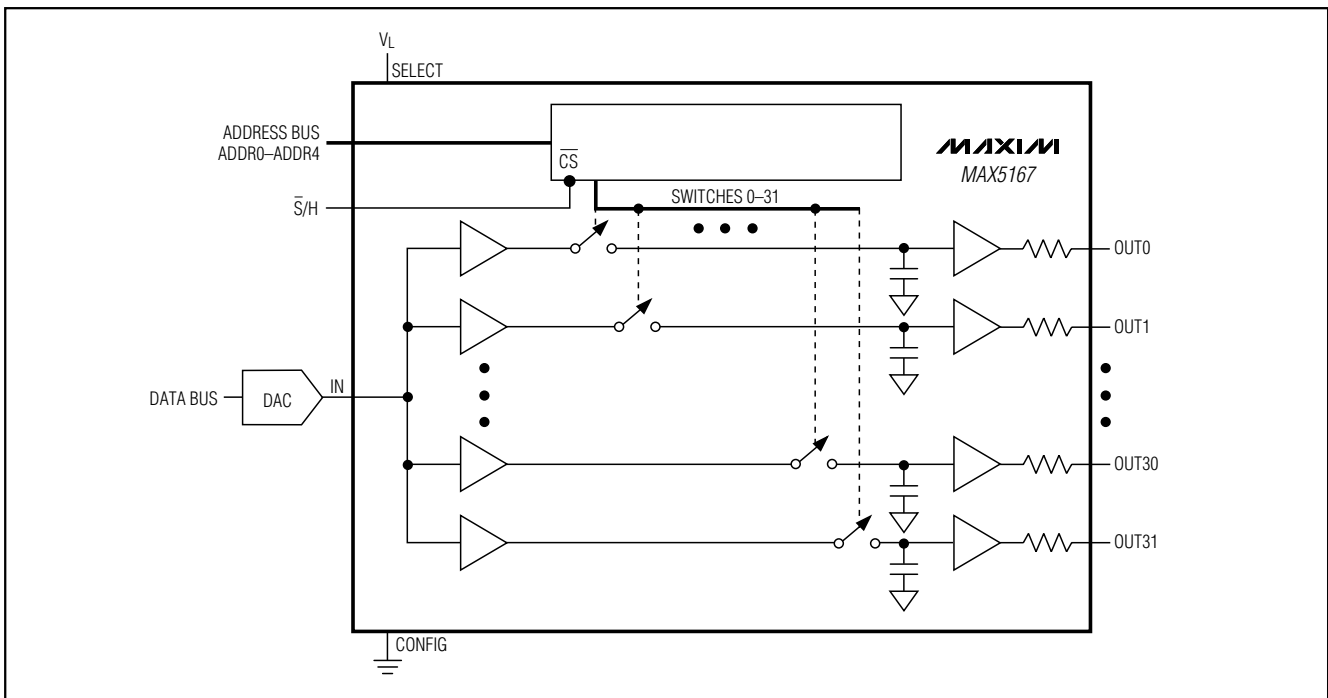 VL
SELECT
ADDRESS BUS
ADDR0–ADDR4
CS
MAXIM
MAX5167
S/H
SWITCHES 0–31
OUT0
OUT1
DATA BUS
DAC
IN
OUT30
OUT31
CONFIG